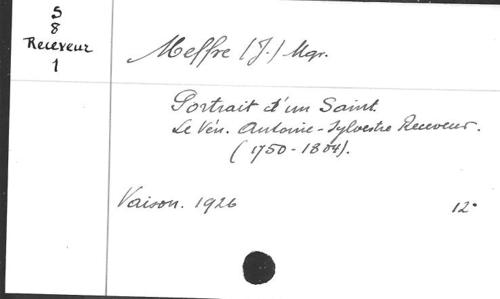 S
8
Receveur
1
Meffre (J.) Mgr.
Portrait d'un Saint.
Le Vén. Antoine-Sylvestre Receveur.
(1750-1804).
Vaison. 1926
12°